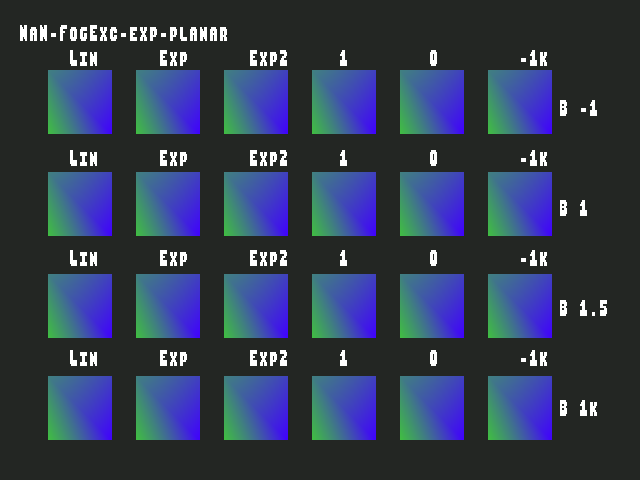 NaN-FogExc-exp-planar
Lin Exp Exp2 1 0 -1k
B -1
Lin Exp Exp2 1 0 -1k
B 1
Lin Exp Exp2 1 0 -1k
B 1.5
Lin Exp Exp2 1 0 -1k
B 1k